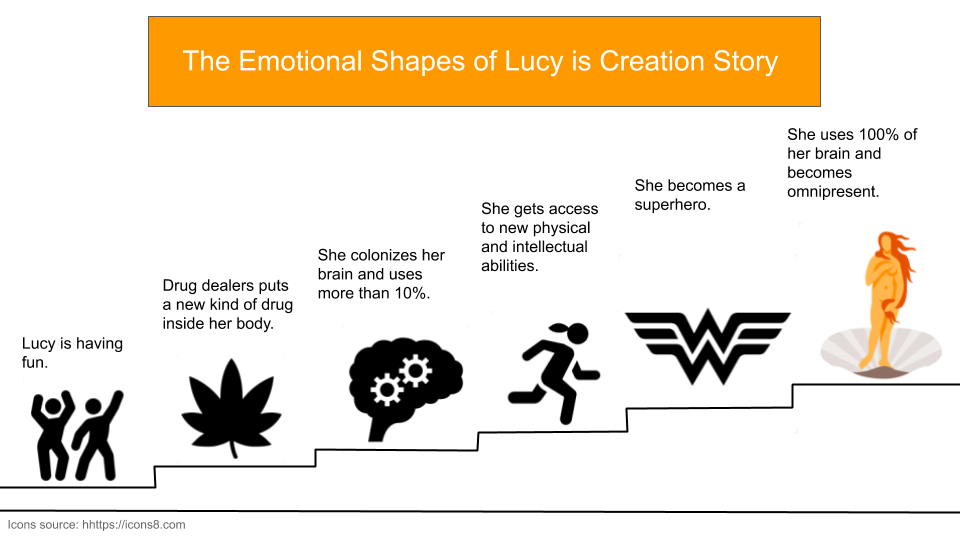 The Emotional Shapes of Lucy is Creation Story
Lucy is having
fun.
Drug dealers puts
a new kind of drug
inside her body.
She colonizes her
brain and uses
more than 10%.
She gets access
to new physical
and intellectual
abilities.
She becomes a
superhero.
She uses 100% of
her brain and
becomes
omnipresent.
Icons source: hhttps://icons8.com